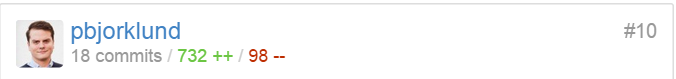 pbjorklund #10
18 commits / 732 ++ / 98 --